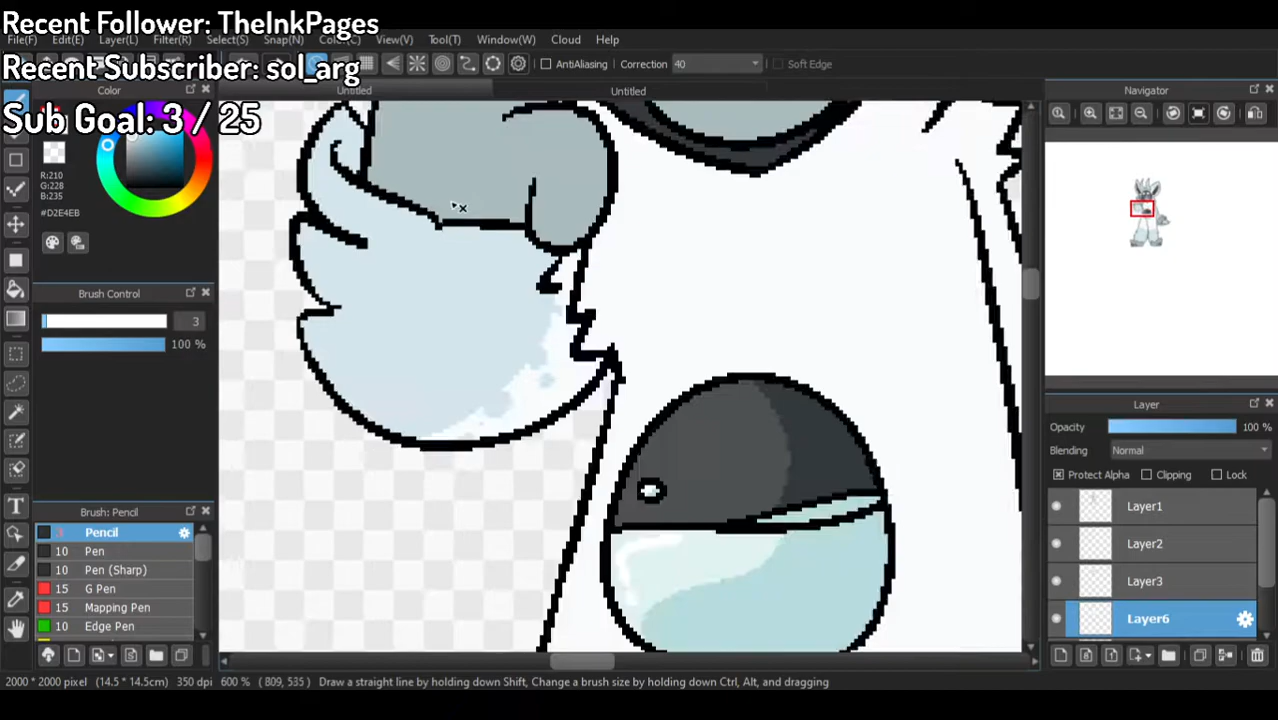 Recent Follower: TheInkPages
File(F) Edit(E) Layer(L) Filter(R) Select(S) Snap(N) Color(C) View(V) Tool(T) Window(W) Cloud Help
Recent Subscriber: sol_arg
AntiAliasing Correction 40 Soft Edge
Sub Goal: 3 / 25
Color Untitled Untitled Navigator
R:210
G:228
B:235
#D2E4EB
Brush Control
3
100 %
Layer
Opacity 100 %
Blending Normal
Protect Alpha Clipping Lock
Layer1
Layer2
Layer3
Layer6
Brush: Pencil
3 Pencil
10 Pen
10 Pen (Sharp)
15 G Pen
15 Mapping Pen
10 Edge Pen
2000 * 2000 pixel (14.5 * 14.5cm) 350 dpi 600 % ( 809, 535 ) Draw a straight line by holding down Shift, Change a brush size by holding down Ctrl, Alt, and dragging